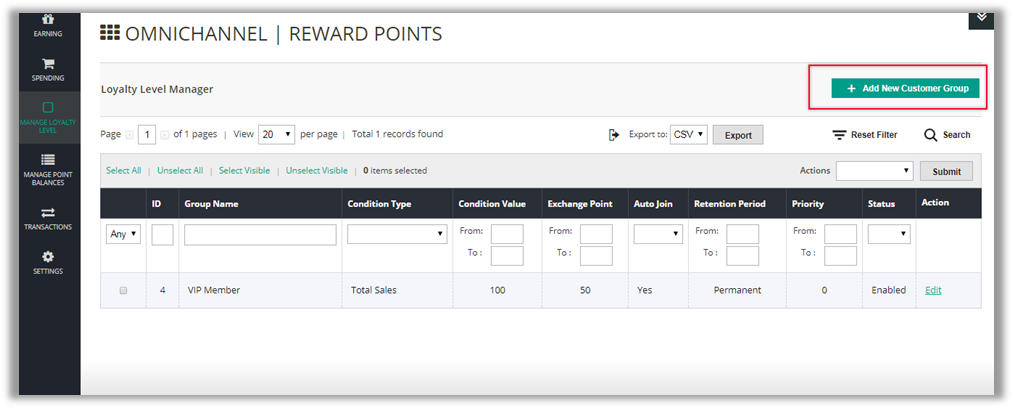 EARNING
SPENDING
MANAGE LOYALTY
LEVEL
MANAGE POINT
BALANCES
TRANSACTIONS
SETTINGS
OMNICHANNEL | REWARD POINTS
Loyalty Level Manager
+ Add New Customer Group
Page 1 of 1 pages | View 20 per page | Total 1 records found
Export to: CSV Export Reset Filter Search
Select All | Unselect All | Select Visible | Unselect Visible | 0 items selected
Actions Submit
ID Group Name Condition Type Condition Value Exchange Point Auto Join Retention Period Priority Status Action
Any From: From: From: From:
To : To : To : To :
4 VIP Member Total Sales 100 50 Yes Permanent 0 Enabled Edit